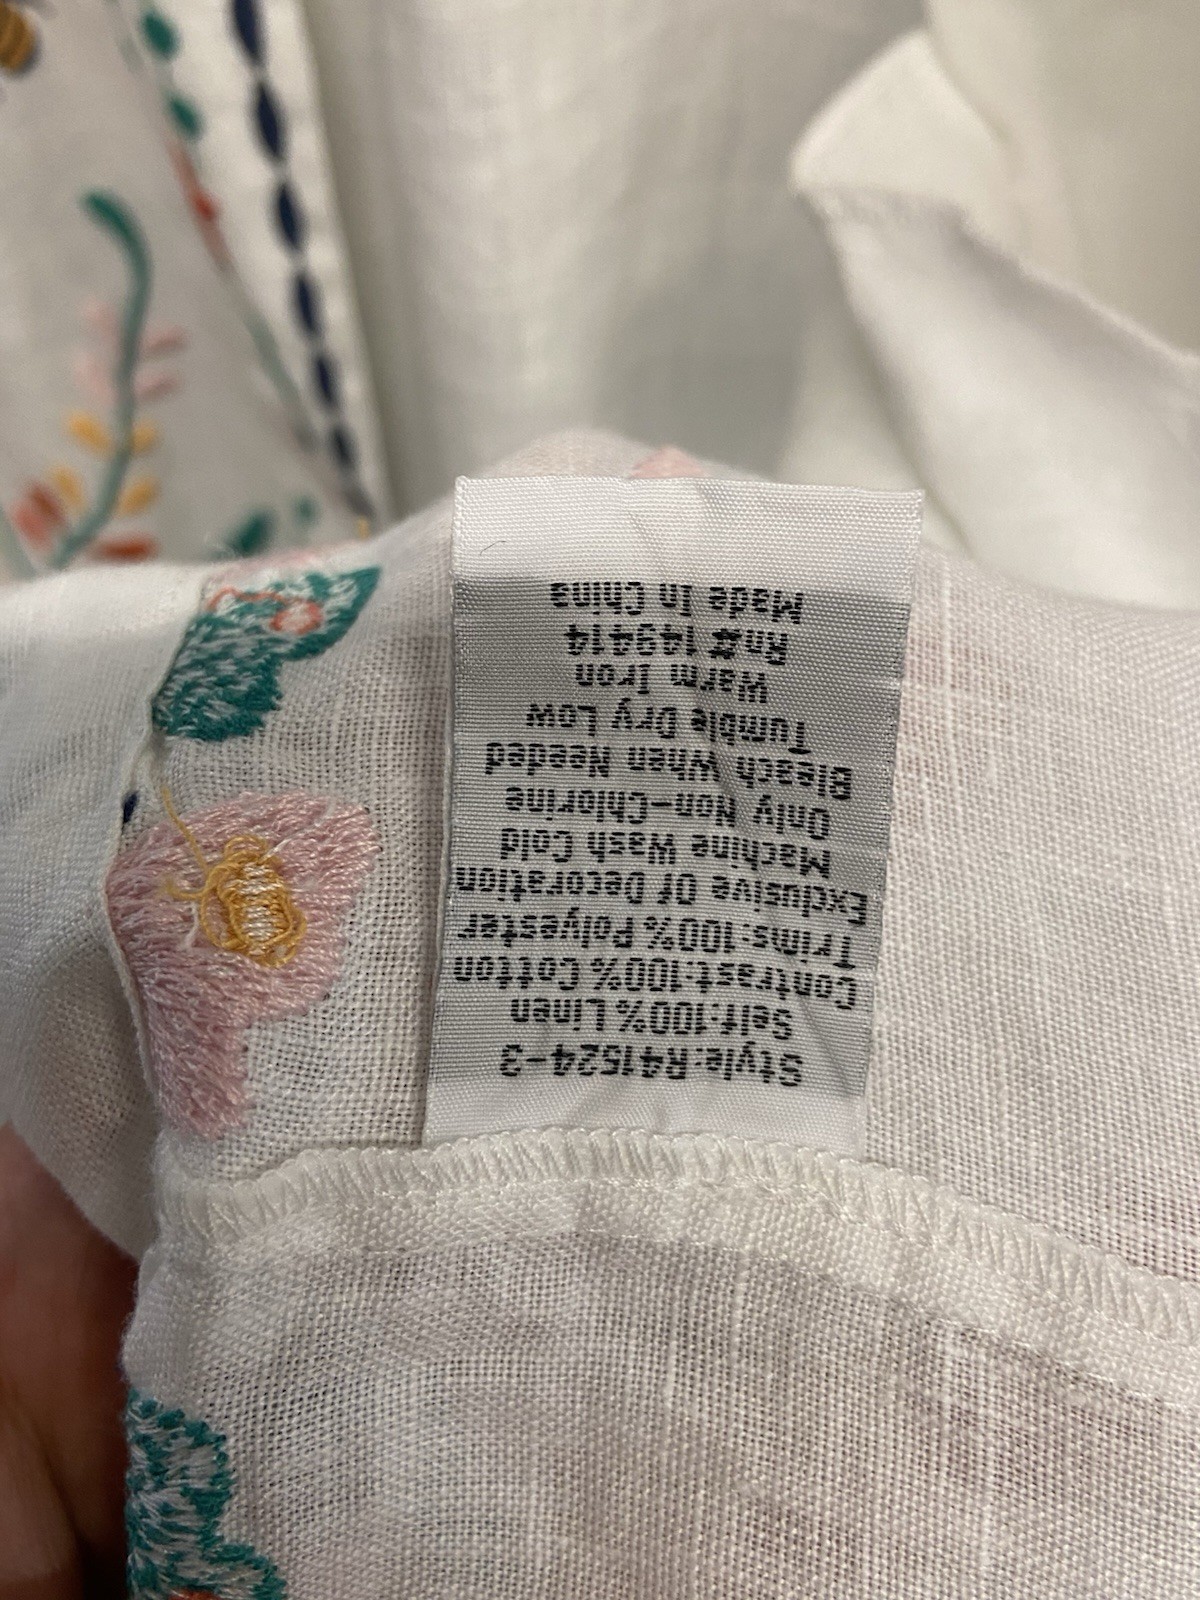 Style:R41524-3
Self:100% Linen
Contrast:100% Cotton
Trims:100% Polyester
Exclusive Of Decoration
Machine Wash Cold
Only Non-Chlorine
Bleach When Needed
Tumble Dry Low
Warm Iron
Rn# 149414
Made In China